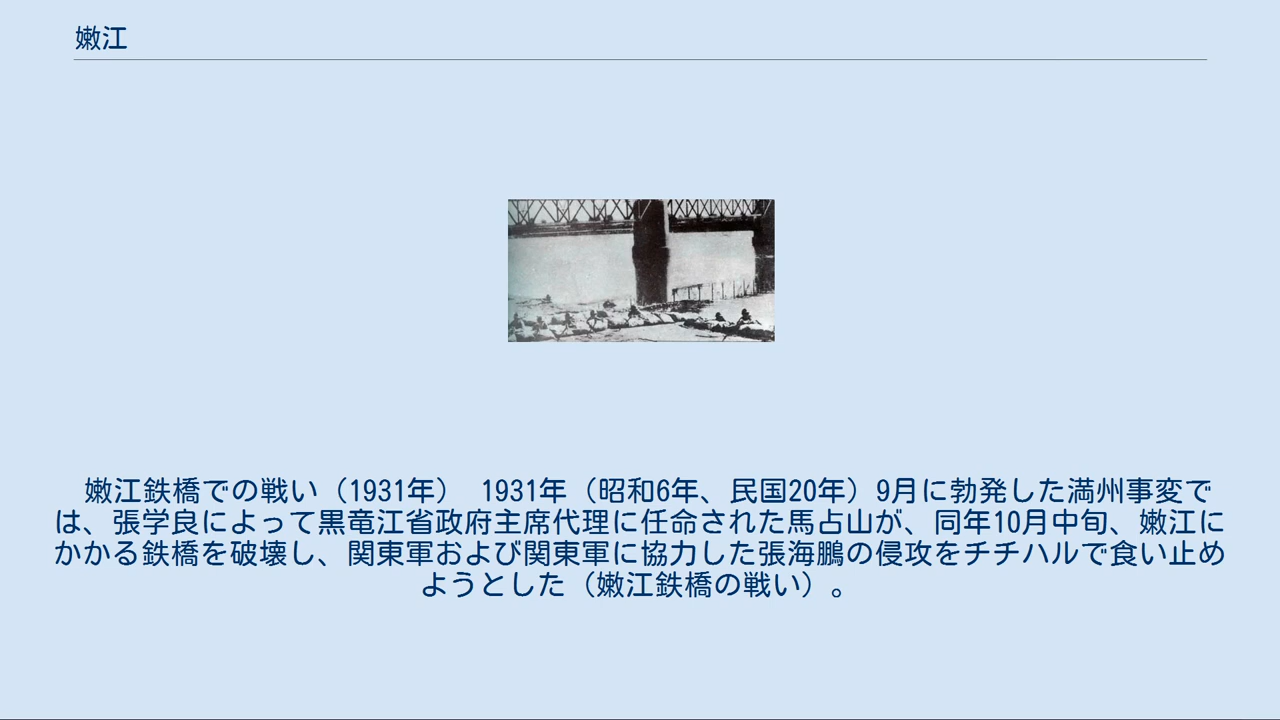 嫩江
嫩江鉄橋での戦い（1931年）　1931年（昭和6年、民国20年）9月に勃発した満州事変で
は、張学良によって黒竜江省政府主席代理に任命された馬占山が、同年10月中旬、嫩江に
かかる鉄橋を破壊し、関東軍および関東軍に協力した張海鵬の侵攻をチチハルで食い止め
ようとした（嫩江鉄橋の戦い）。